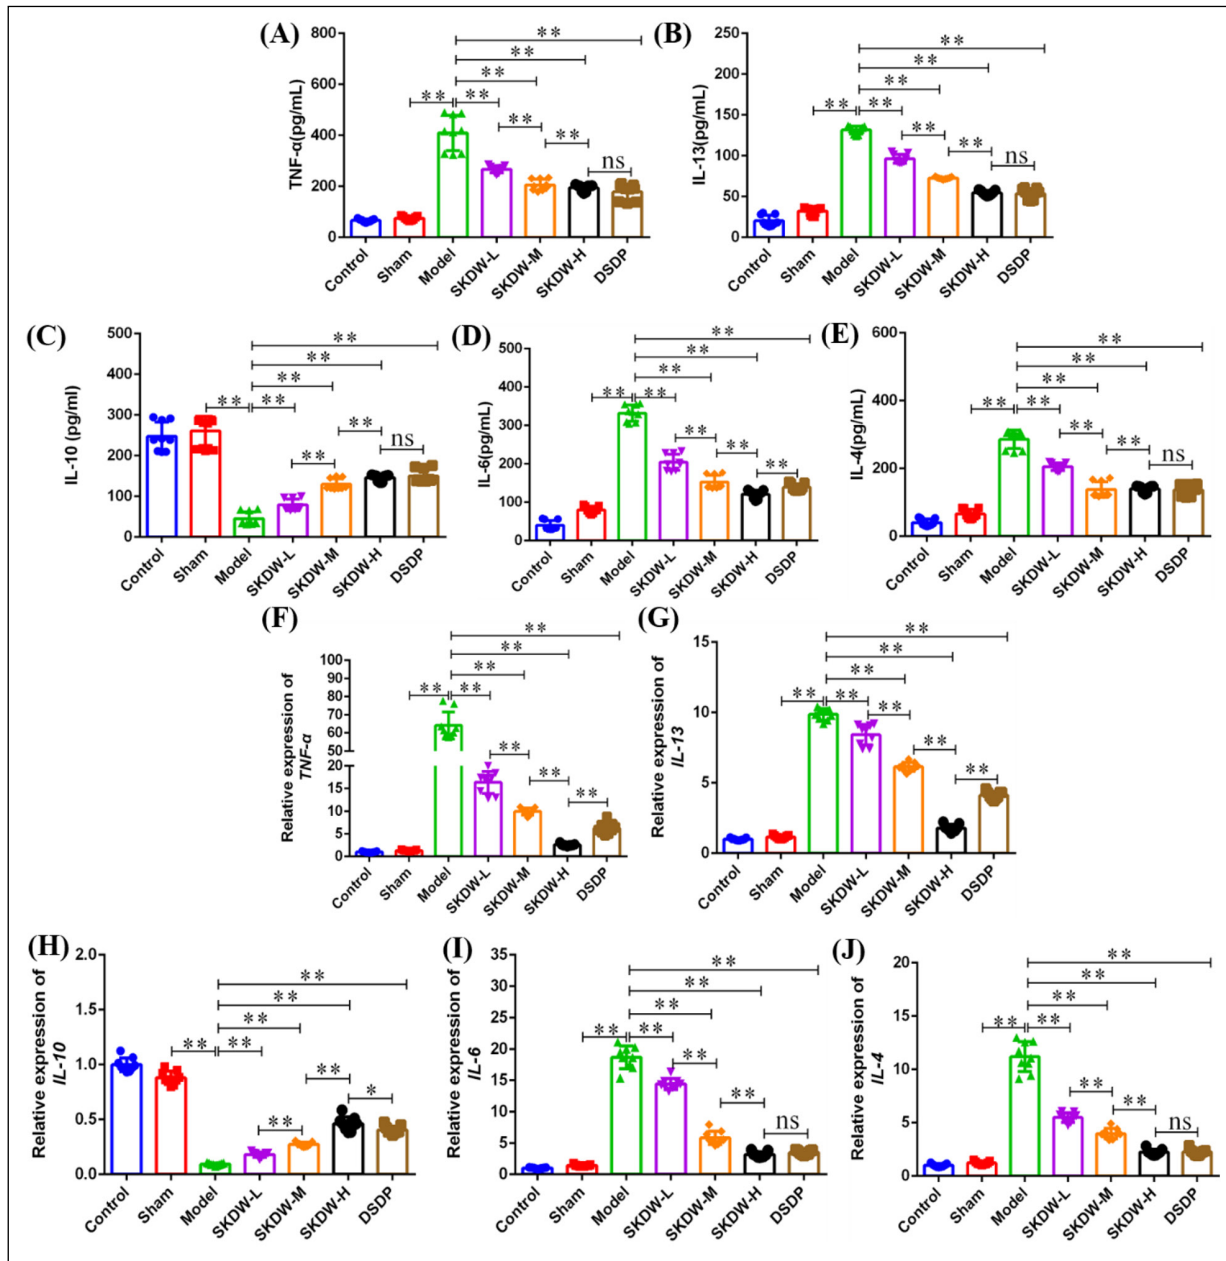 (A)
TNF-α(pg/mL)
800
600
400
200
0
**
**
**
** **
**
**
ns
Control
Sham
Model
SKDW-L
SKDW-M
SKDW-H
DSDP
(B)
IL-13(pg/mL)
250
200
150
100
50
0
**
**
**
** **
**
**
ns
Control
Sham
Model
SKDW-L
SKDW-M
SKDW-H
DSDP
(C)
IL-10 (pg/ml)
500
400
300
200
100
0
**
**
**
** **
**
**
ns
Control
Sham
Model
SKDW-L
SKDW-M
SKDW-H
DSDP
(D)
IL-6(pg/mL)
500
400
300
200
100
0
**
**
**
** **
**
**
**
Control
Sham
Model
SKDW-L
SKDW-M
SKDW-H
DSDP
(E)
IL-4(pg/mL)
600
400
200
0
**
**
**
** **
**
**
ns
Control
Sham
Model
SKDW-L
SKDW-M
SKDW-H
DSDP
(F)
Relative expression of
TNF-α
100
90
80
70
60
50
20
15
10
5
0
**
**
**
** **
**
**
**
Control
Sham
Model
SKDW-L
SKDW-M
SKDW-H
DSDP
(G)
Relative expression of
IL-13
15
10
5
0
**
**
**
** **
**
**
**
Control
Sham
Model
SKDW-L
SKDW-M
SKDW-H
DSDP
(H)
Relative expression of
IL-10
2.0
1.5
1.0
0.5
0.0
**
**
**
** **
**
**
*
Control
Sham
Model
SKDW-L
SKDW-M
SKDW-H
DSDP
(I)
Relative expression of
IL-6
35
30
25
20
15
10
5
0
**
**
**
** **
**
**
ns
Control
Sham
Model
SKDW-L
SKDW-M
SKDW-H
DSDP
(J)
Relative expression of
IL-4
20
15
10
5
0
**
**
**
** **
**
**
ns
Control
Sham
Model
SKDW-L
SKDW-M
SKDW-H
DSDP